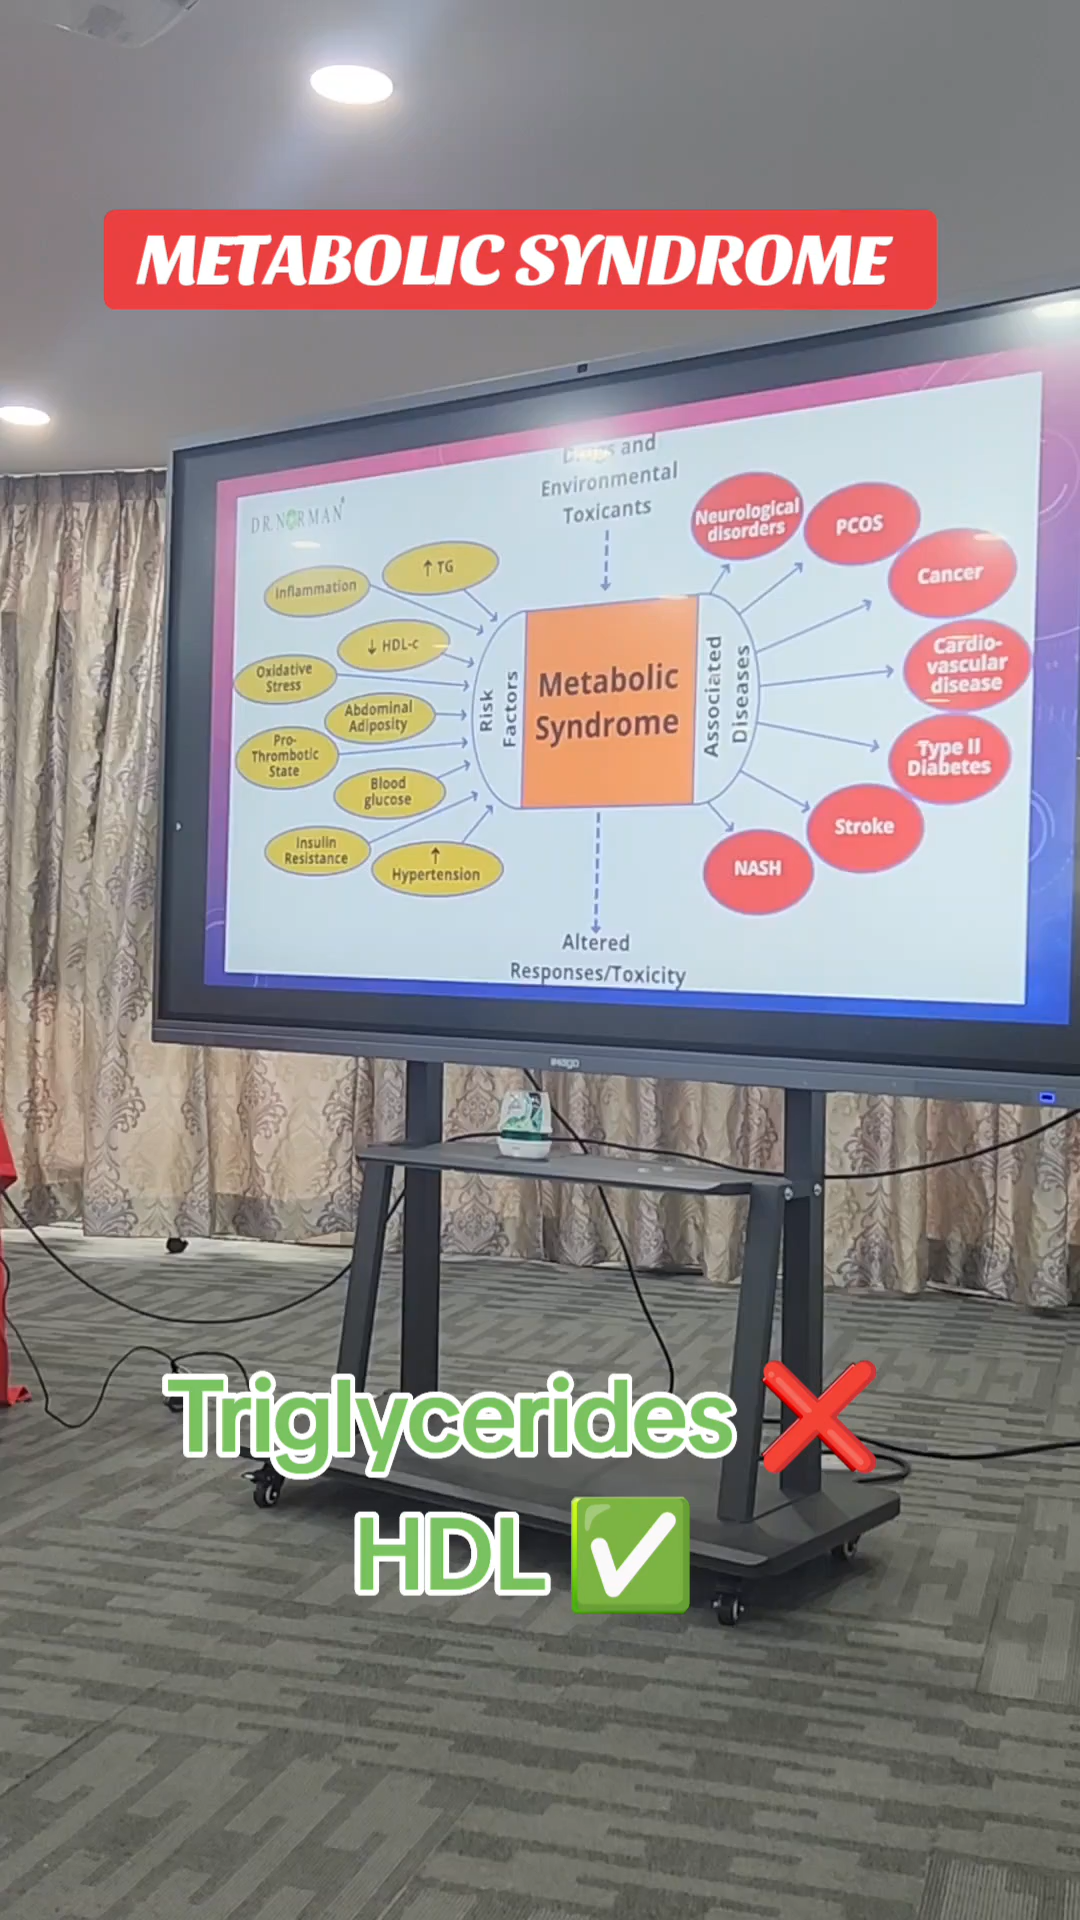 METABOLIC SYNDROME
Drugs and
Environmental
Toxicants
DR. NORMAN
Inflammation
↑ TG
↓ HDL-c
Oxidative
Stress
Abdominal
Adiposity
Pro-
Thrombotic
State
Blood
glucose
Insulin
Resistance
↑
Hypertension
Risk
Factors
Metabolic
Syndrome
Associated
Diseases
Neurological
disorders
PCOS
Cancer
Cardio-
vascular
disease
Type II
Diabetes
Stroke
NASH
Altered
Responses/Toxicity
Triglycerides ❌
HDL ✅